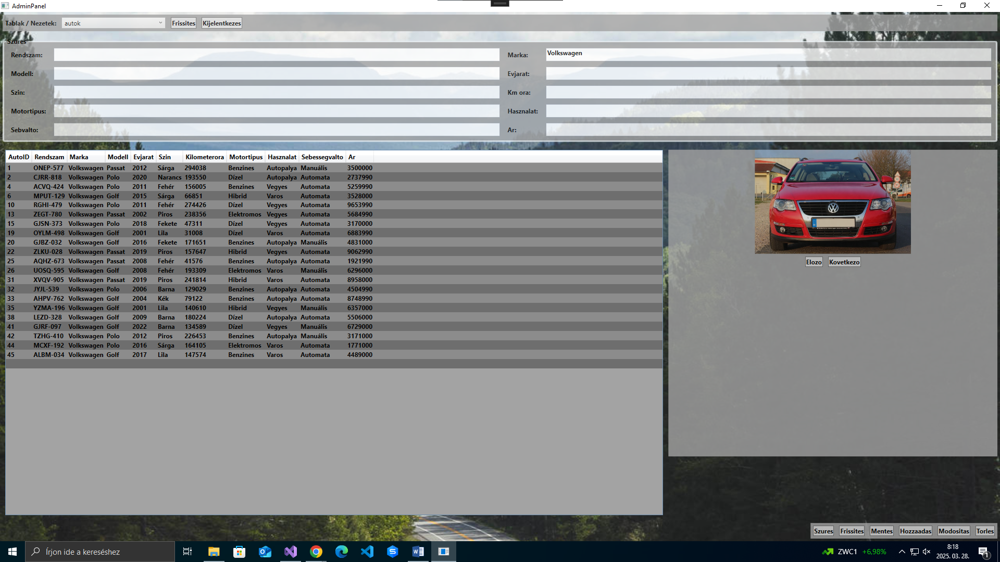 AdminPanel
Tablak / Nezetek: autok Frissites Kijelentkezes
Szures
Rendszam: Marka: Volkswagen
Modell: Evjarat:
Szin: Km ora:
Motortipus: Hasznalat:
Sebvalto: Ar:
AutoID Rendszam Marka Modell Evjarat Szin Kilometerora Motortipus Hasznalat Sebessegvalto Ar
1 ONEP-577 Volkswagen Passat 2012 Sárga 294038 Benzines Autopalya Manuális 3500000
2 CJRR-818 Volkswagen Polo 2020 Narancs 193550 Dízel Autopalya Automata 2737990
4 ACVQ-424 Volkswagen Polo 2011 Fehér 156005 Benzines Vegyes Automata 5259990
6 MPUT-129 Volkswagen Golf 2015 Sárga 66851 Hibrid Varos Automata 3528000
10 RGHI-479 Volkswagen Polo 2011 Fehér 274426 Dízel Vegyes Automata 9653990
13 ZEGT-780 Volkswagen Passat 2002 Piros 238356 Elektromos Vegyes Automata 5684990
15 GJSN-373 Volkswagen Polo 2018 Fekete 47311 Dízel Vegyes Automata 3170000
19 OYLM-498 Volkswagen Golf 2001 Lila 31008 Dízel Varos Automata 6883990
20 GJBZ-032 Volkswagen Golf 2016 Fekete 171651 Benzines Autopalya Manuális 4831000
22 ZLKU-028 Volkswagen Passat 2019 Piros 157647 Hibrid Vegyes Automata 9062990
25 AQHZ-673 Volkswagen Passat 2008 Fehér 41576 Benzines Autopalya Automata 1921990
26 UOSQ-595 Volkswagen Golf 2008 Fehér 193309 Elektromos Varos Manuális 6296000
31 XVQV-905 Volkswagen Passat 2019 Piros 241814 Hibrid Varos Automata 8958000
32 JYJL-539 Volkswagen Polo 2006 Barna 129029 Benzines Autopalya Automata 4504990
33 AHPV-762 Volkswagen Golf 2004 Kék 79122 Benzines Autopalya Automata 8748990
35 YZMA-196 Volkswagen Golf 2001 Lila 140610 Hibrid Vegyes Manuális 6357000
38 LEZD-328 Volkswagen Golf 2009 Barna 180224 Dízel Autopalya Automata 5506000
41 GJRF-097 Volkswagen Golf 2022 Barna 134589 Dízel Vegyes Manuális 6729000
42 TZHG-410 Volkswagen Polo 2012 Piros 226453 Benzines Autopalya Manuális 3171000
44 MCXF-192 Volkswagen Polo 2016 Sárga 164105 Elektromos Varos Automata 1771000
45 ALBM-034 Volkswagen Golf 2017 Lila 147574 Benzines Varos Automata 4489000
Elozo Kovetkezo
Szures Frissites Mentes Hozzaadas Modositas Torles
Írjon ide a kereséshez
ZWC1 +6,98%
8:18
2025. 03. 28.
1